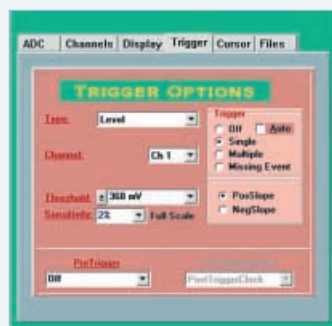 ADC Channels Display Trigger Cursor Files
TRIGGER OPTIONS
Type: Level
Trigger
Off Auto
Single
Multiple
Missing Event
Channel: Ch 1
Threshold: ± 360 mV
Sensitivity: 2% Full Scale
PosSlope
NegSlope
PreTrigger
Off
PostTriggerClock